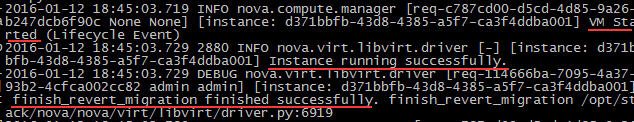 -2016-01-12 18:45:03.719 INFO nova.compute.manager [req-c787cd00-d5cd-4d85-9a26-
ab247dcb6f90c None None] [instance: d371bbfb-43d8-4385-a5f7-ca3f4ddba001] VM Sta
rted (Lifecycle Event)
-2016-01-12 18:45:03.729 2880 INFO nova.virt.libvirt.driver [-] [instance: d371b
bfb-43d8-4385-a5f7-ca3f4ddba001] Instance running successfully.
-2016-01-12 18:45:03.729 DEBUG nova.virt.libvirt.driver [req-114666ba-7095-4a37-
93b2-4cfca002cc82 admin admin] [instance: d371bbfb-43d8-4385-a5f7-ca3f4ddba001]
finish_revert_migration finished successfully. finish_revert_migration /opt/st
ack/nova/nova/virt/libvirt/driver.py:6919